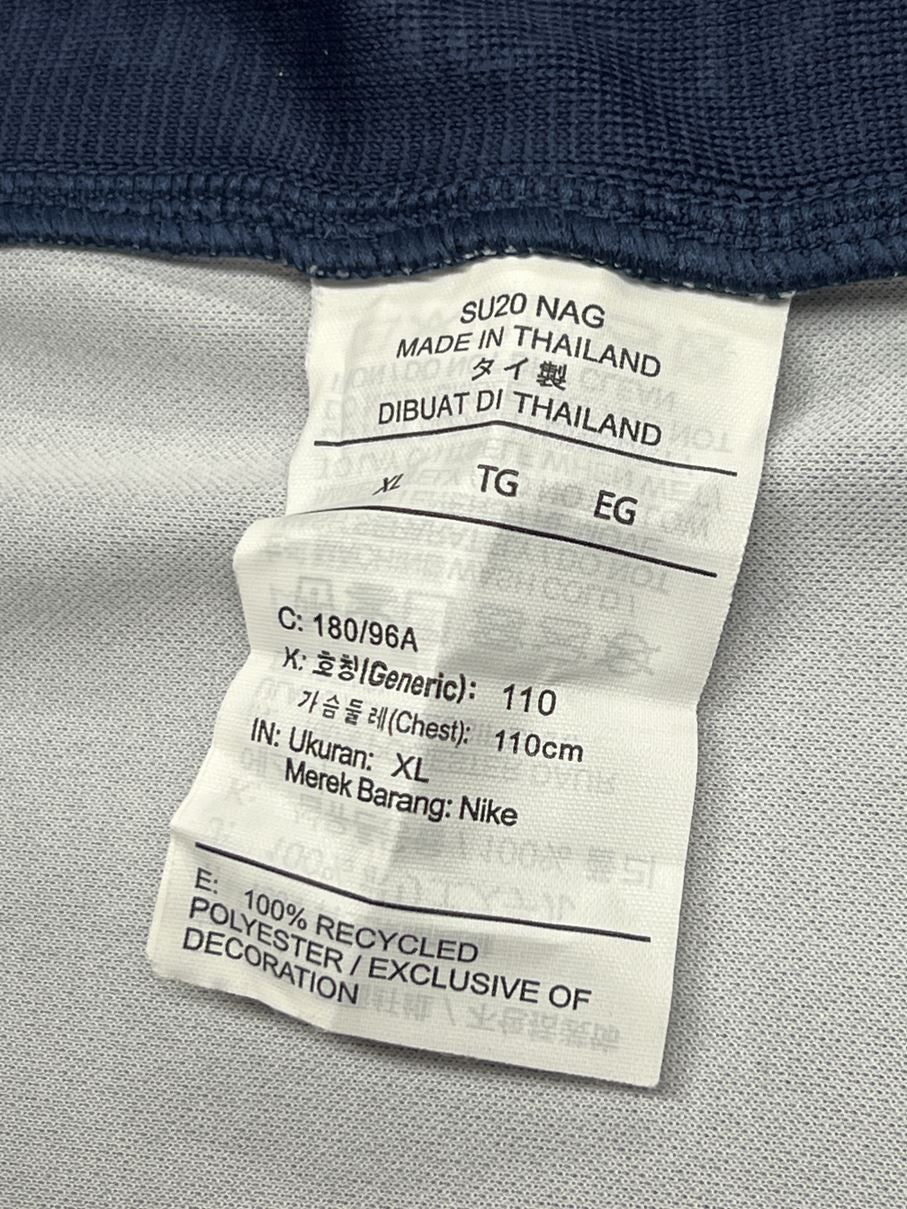 SU20 NAG
MADE IN THAILAND
タイ製
DIBUAT DI THAILAND
XL TG EG
C: 180/96A
K: 호칭(Generic): 110
가슴둘레(Chest): 110cm
IN: Ukuran: XL
Merek Barang: Nike
E: 100% RECYCLED
POLYESTER / EXCLUSIVE OF
DECORATION